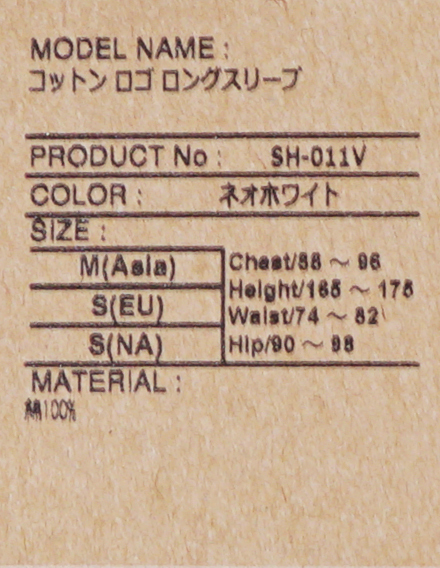 MODEL NAME :
コットン ロゴ ロングスリーブ
PRODUCT No : SH-011V
COLOR : ネオホワイト
SIZE :
M(Asia)
S(EU)
S(NA)
Chest/88 ～ 96
Height/165 ～ 175
Waist/74 ～ 82
Hip/90 ～ 98
MATERIAL :
綿100%